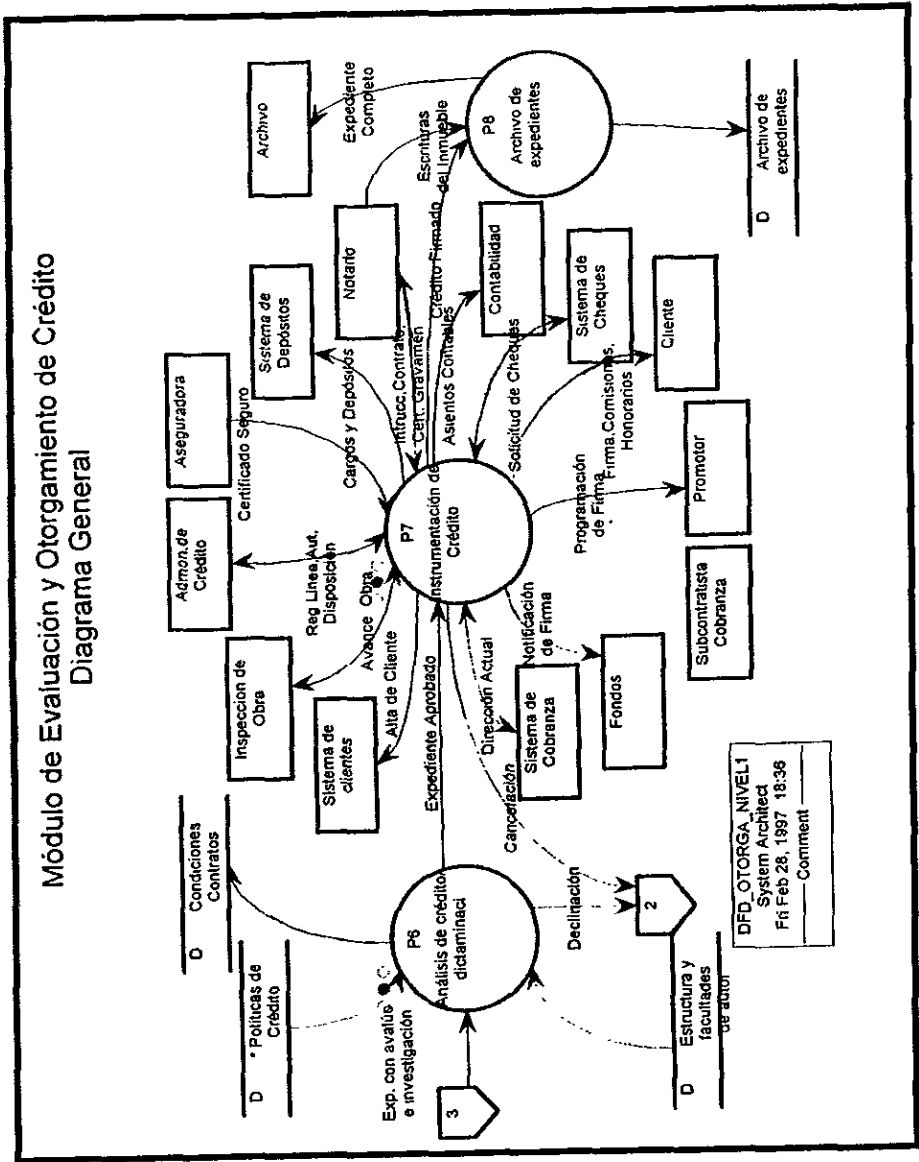 Módulo de Evaluación y Otorgamiento de Crédito
Diagrama General
D
* Políticas de
Crédito
D
Condiciones
Contratos
Exp. con avalús
e investigación
3
P6
Análisis de crédito
dictaminaci
Declinación
2
D
Estructura y
facultades
de autor
Inspeccion de
Obra
Sistema de
clientes
Admon. de
Crédito
Aseguradora
Certificado Seguro
Reg Linea, Aut,
Disposición
Avance Obra
Alta de Cliente
Expediente Aprobado
Dirección Actual
Cancelación
Sistema de
Cobranza
Notificación
de Firma
Fondos
P7
Instrumentación de
Crédito
Programación
de Firma
Promotor
Subcontratista
Cobranza
Sistema de
Depósitos
Cargos y Depósitos
Notario
Intrucc, Contrato,
Cert. Gravamen
Crédito Firmado
Escrituras
del Inmueble
Asientos Contables
Contabilidad
Solicitud de Cheques
Sistema de
Cheques
Firma, Comisiones,
Honorarios
Cliente
Archivo
Expediente
Completo
P8
Archivo de
expedientes
D
Archivo de
expedientes
DFD_OTORGA_NIVEL1
System Architect
Fri Feb 28, 1997 18:36
Comment